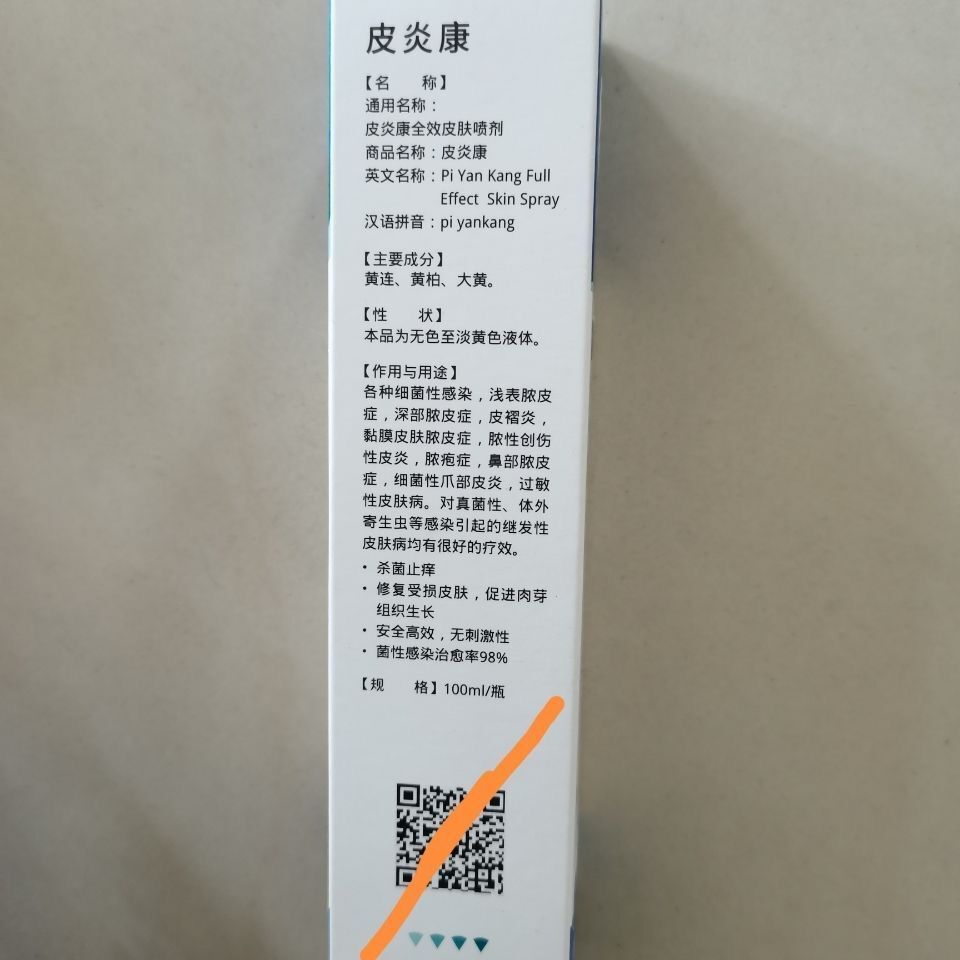 皮炎康
【名　　称】
通用名称：
皮炎康全效皮肤喷剂
商品名称：皮炎康
英文名称：Pi Yan Kang Full
Effect Skin Spray
汉语拼音：pi yankang
【主要成分】
黄连、黄柏、大黄。
【性　　状】
本品为无色至淡黄色液体。
【作用与用途】
各种细菌性感染，浅表脓皮
症，深部脓皮症，皮褶炎，
黏膜皮肤脓皮症，脓性创伤
性皮炎，脓疱症，鼻部脓皮
症，细菌性爪部皮炎，过敏
性皮肤病。对真菌性、体外
寄生虫等感染引起的继发性
皮肤病均有很好的疗效。
• 杀菌止痒
• 修复受损皮肤，促进肉芽
组织生长
• 安全高效，无刺激性
• 菌性感染治愈率98%
【规　　格】100ml/瓶